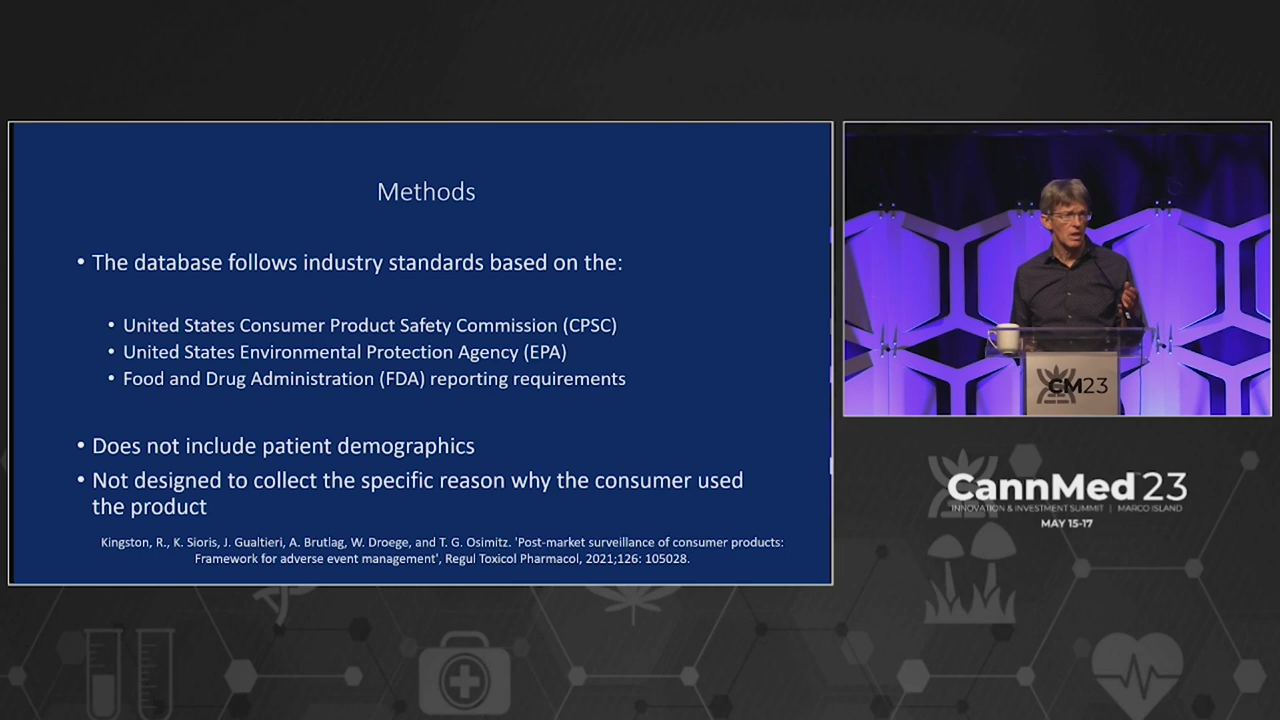 Methods
• The database follows industry standards based on the:
• United States Consumer Product Safety Commission (CPSC)
• United States Environmental Protection Agency (EPA)
• Food and Drug Administration (FDA) reporting requirements
• Does not include patient demographics
• Not designed to collect the specific reason why the consumer used
the product
Kingston, R., K. Sioris, J. Gualtieri, A. Brutlag, W. Droege, and T. G. Osimitz. 'Post-market surveillance of consumer products:
Framework for adverse event management', Regul Toxicol Pharmacol, 2021;126: 105028.
CM23
CannMed 23
INNOVATION & INVESTMENT SUMMIT | MARCO ISLAND
MAY 15-17